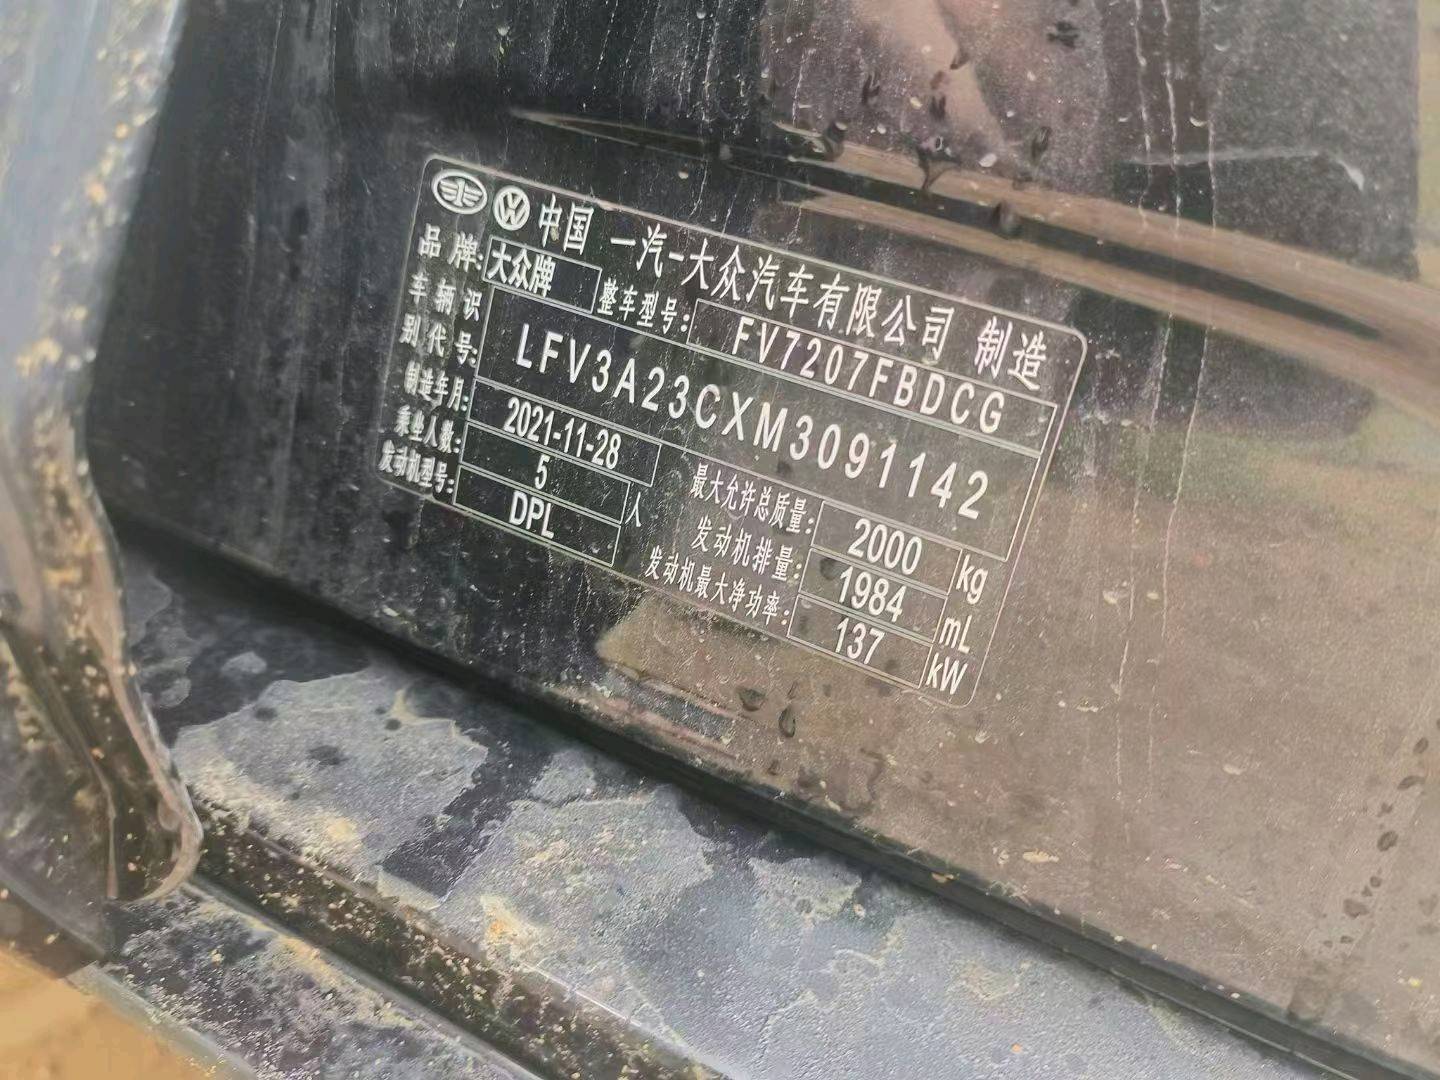 中国 一汽-大众汽车有限公司 制造
品牌: 大众牌 整车型号: FV7207FBDCG
车辆识别代号: LFV3A23CXM3091142
制造年月: 2021-11-28 最大允许总质量: 2000 kg
乘坐人数: 5 人 发动机排量: 1984 mL
发动机型号: DPL 发动机最大净功率: 137 kW